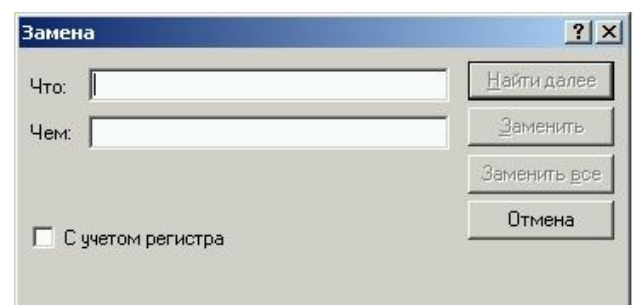 Замена
Что:
Найти далее
Чем:
Заменить
Заменить все
Отмена
С учетом регистра